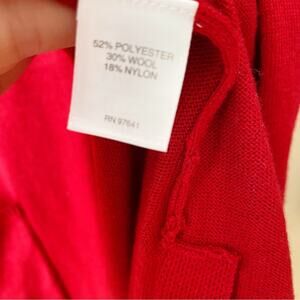 52% POLYESTER
30% WOOL
18% NYLON
RN 97641